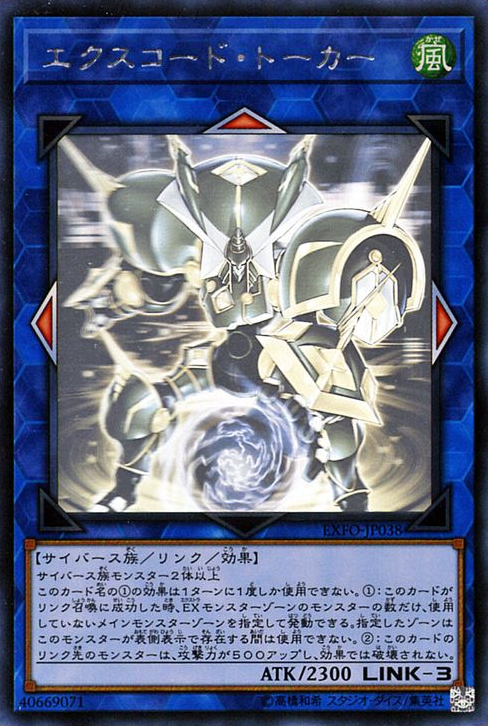 エクスコード・トーカー
風
EXFO-JP038
【サイバース族/リンク/効果】
サイバース族モンスター2体以上
このカード名の①の効果は1ターンに1度しか使用できない。①:このカードが
リンク召喚に成功した時、EXモンスターゾーンのモンスターの数だけ、使用
していないメインモンスターゾーンを指定して発動できる。指定したゾーンは
このモンスターが表側表示で存在する間は使用できない。②:このカードの
リンク先のモンスターは、攻撃力が500アップし、効果では破壊されない。
ATK/2300 LINK-3
40669071
©高橋和希 スタジオ・ダイス/集英社